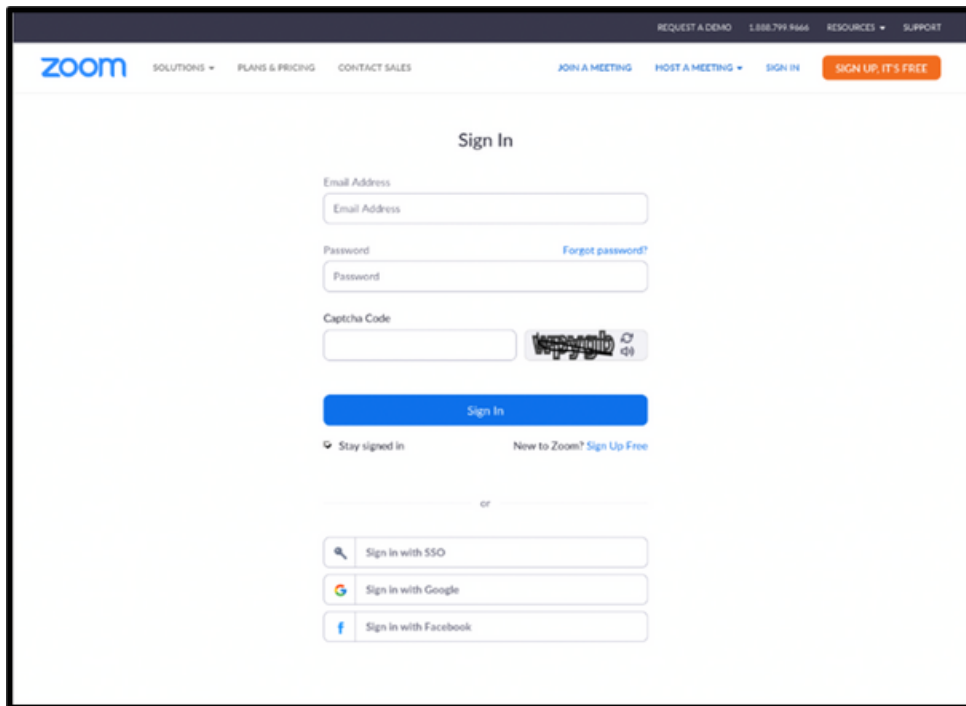 REQUEST A DEMO 1.888.799.9666 RESOURCES SUPPORT
zoom SOLUTIONS PLANS & PRICING CONTACT SALES JOIN A MEETING HOST A MEETING SIGN IN SIGN UP, IT'S FREE
Sign In
Email Address
Email Address
Password Forgot password?
Password
Captcha Code
Sign In
Stay signed in New to Zoom? Sign Up Free
or
Sign in with SSO
Sign in with Google
Sign in with Facebook